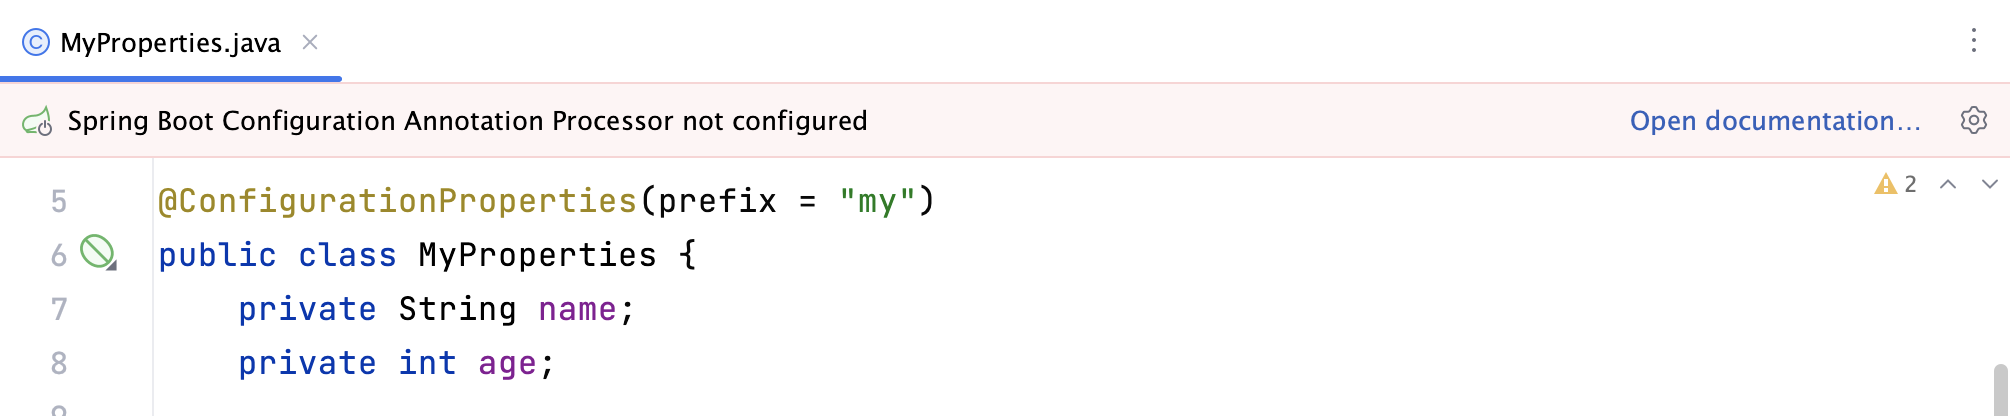 MyProperties.java
Spring Boot Configuration Annotation Processor not configured Open documentation...
2
5 @ConfigurationProperties(prefix = "my")
6 public class MyProperties {
7 private String name;
8 private int age;